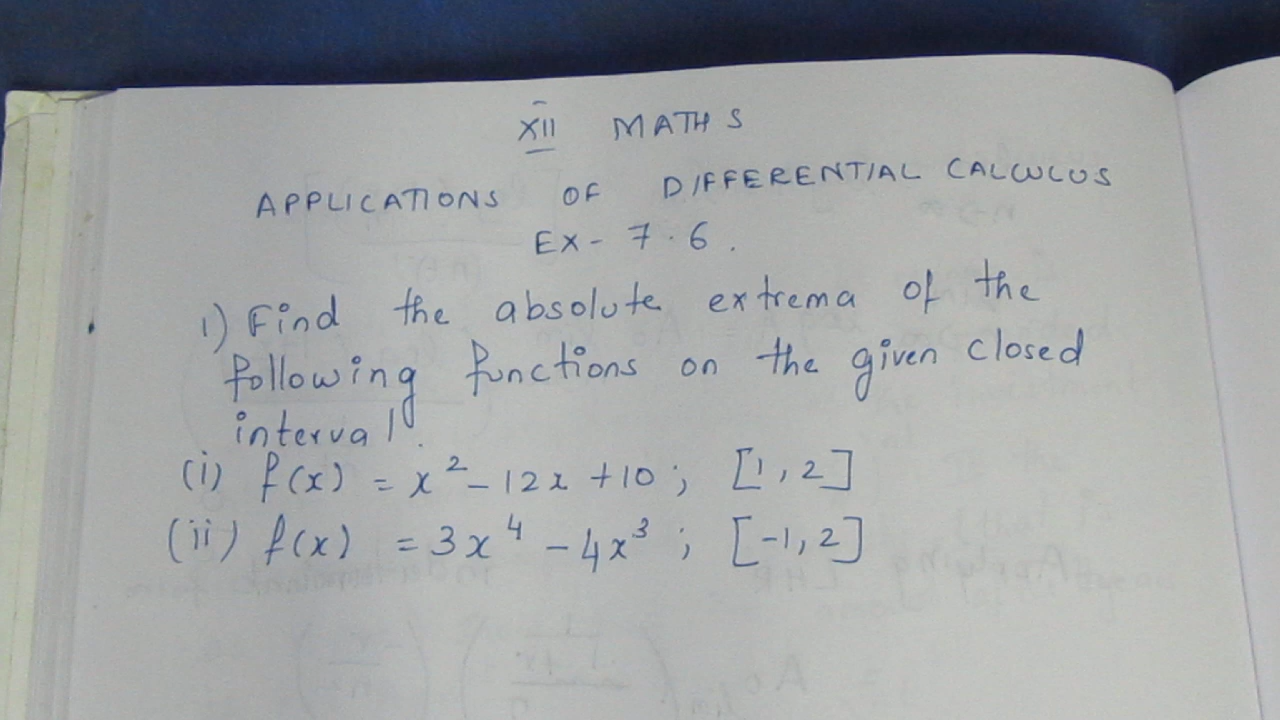 XII MATHS
APPLICATIONS OF DIFFERENTIAL CALCULUS
EX - 7.6.
1) Find the absolute extrema of the
following functions on the given closed
interval.
(i) f(x) = x² - 12x + 10 ; [1, 2]
(ii) f(x) = 3x⁴ - 4x³ ; [-1, 2]